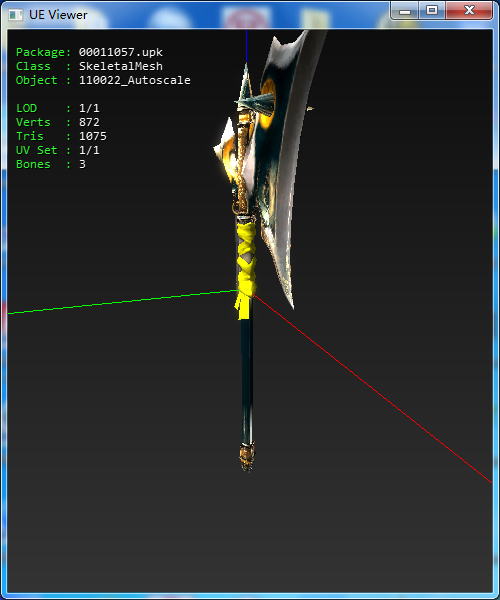 UE Viewer
Package: 00011057.upk
Class : SkeletalMesh
Object : 110022_Autoscale
LOD : 1/1
Verts : 872
Tris : 1075
UV Set : 1/1
Bones : 3